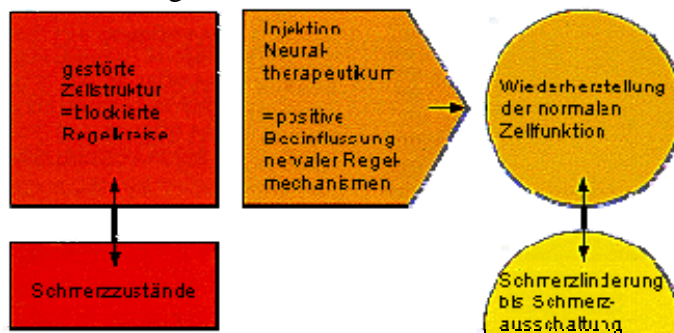 gestörte
Zellstruktur
=blockierte
Regelkreise
Schmerzzustände
Injektion
Neural-
therapeutikum
=positive
Beeinflussung
nervaler Regel-
mechanismen
Wiederherstellung
der normalen
Zellfunktion
Schmerzlinderung
bis Schmerz-
ausschaltung